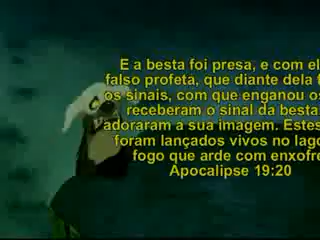 E a besta foi presa, e com el
falso profeta, que diante dela f
os sinais, com que enganou os
receberam o sinal da besta
adoraram a sua imagem. Estes
foram lançados vivos no lago
fogo que arde com enxofre
Apocalipse 19:20